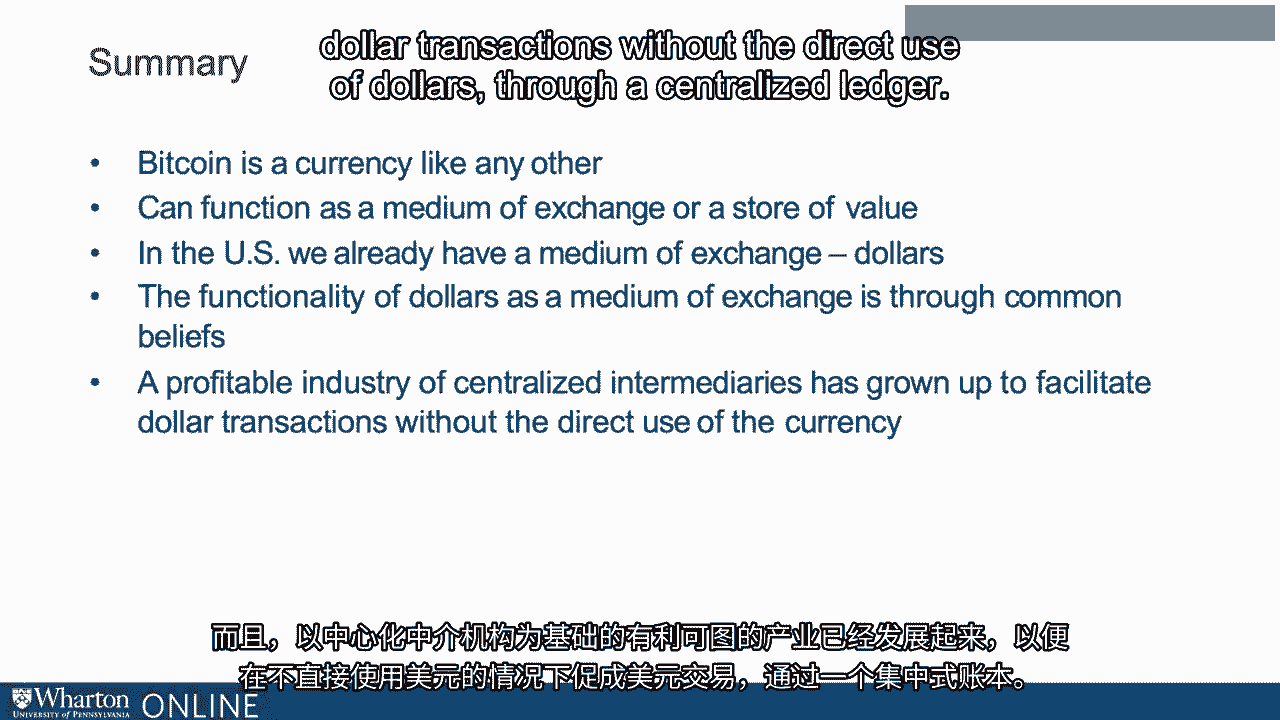 dollar transactions without the direct use
of dollars, through a centralized ledger.
Summary
• Bitcoin is a currency like any other
• Can function as a medium of exchange or a store of value
• In the U.S. we already have a medium of exchange – dollars
• The functionality of dollars as a medium of exchange is through common
beliefs
• A profitable industry of centralized intermediaries has grown up to facilitate
dollar transactions without the direct use of the currency
而且，以中心化中介机构为基础的有利可图的产业已经发展起来，以便
在不直接使用美元的情况下促成美元交易，通过一个集中式账本。
Wharton ONLINE
UNIVERSITY of PENNSYLVANIA